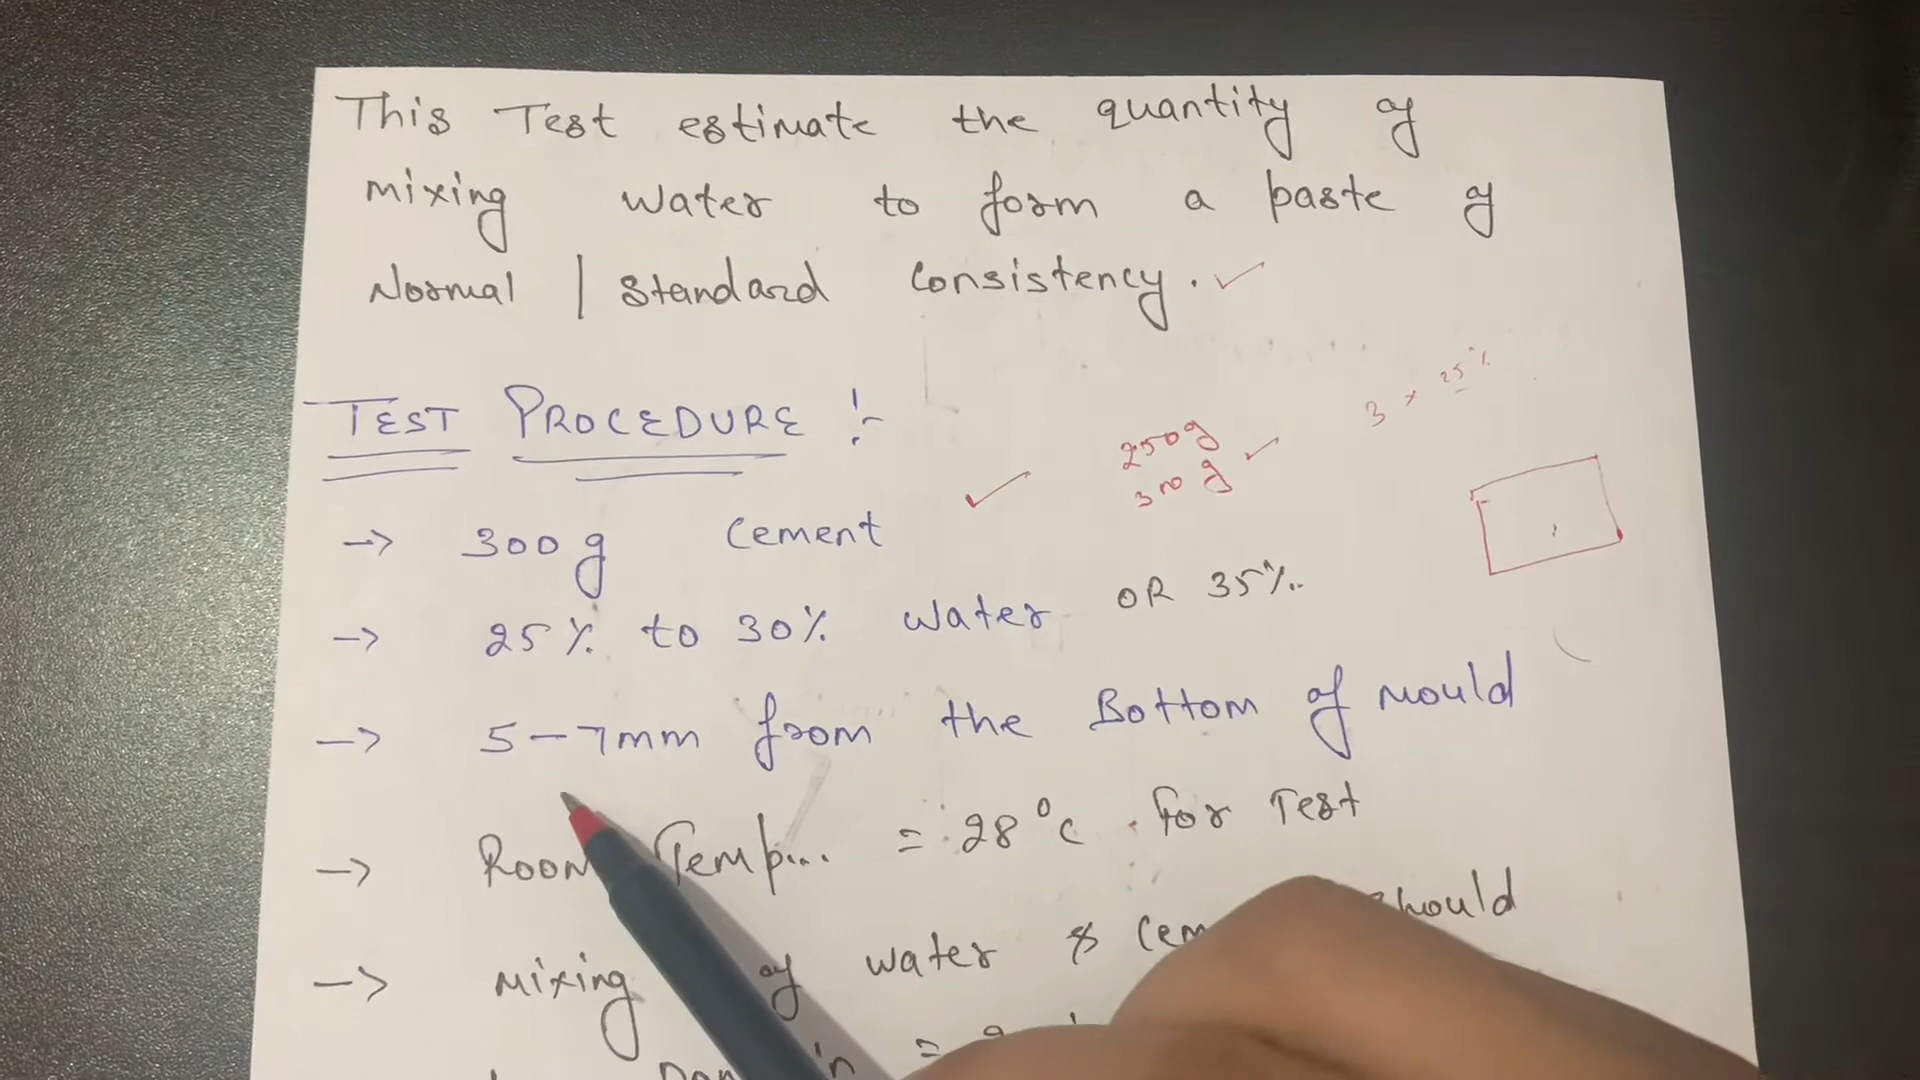 This Test estimate the quantity of
mixing water to form a paste of
Normal | Standard Consistency.
3 x 25%
TEST PROCEDURE :-
250g
300g
-> 300g Cement
-> 25% to 30% water OR 35%.
-> 5-7mm from the Bottom of mould
-> Room Temp... = 28°c for Test
-> mixing of water & should
=